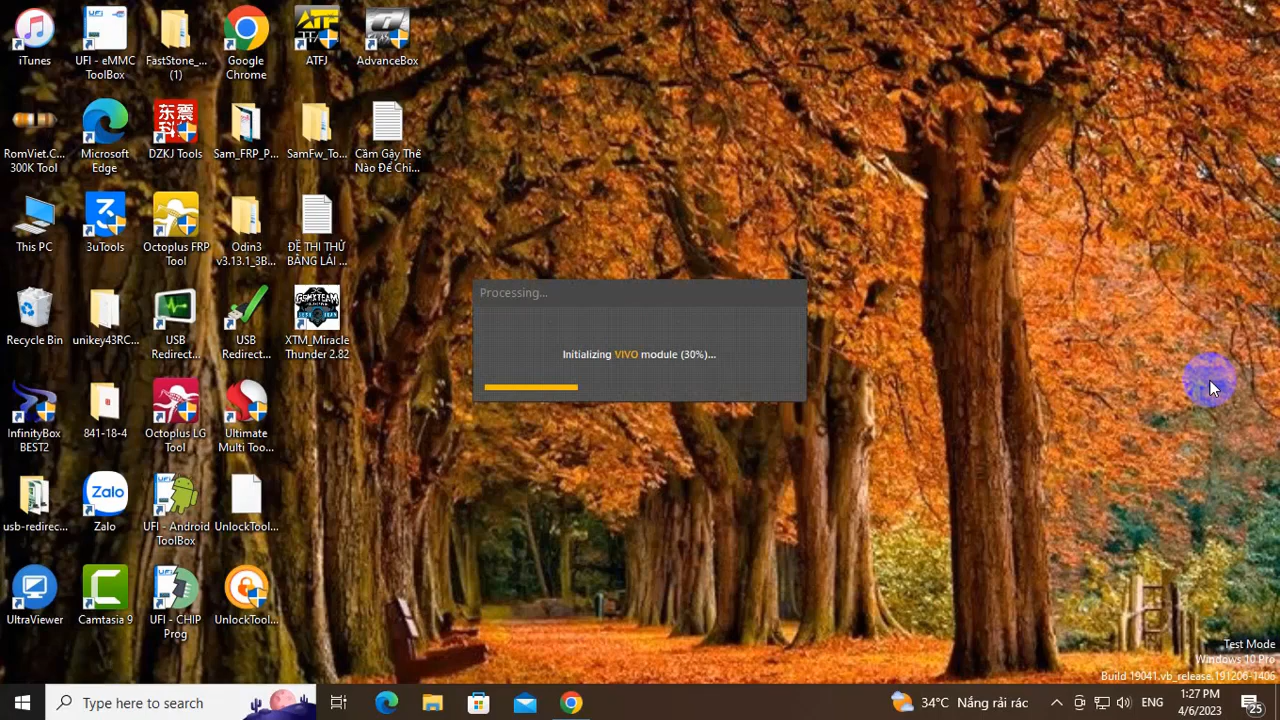 iTunes
UFI - eMMC
ToolBox
FastStone_...
(1)
Google
Chrome
ATFJ
AdvanceBox
RomViet.C...
300K Tool
Microsoft
Edge
DZKJ Tools
Sam_FRP_P...
SamFw_To...
Cầm Gậy Thế
Nào Để Chi...
This PC
3uTools
Octoplus FRP
Tool
Odin3
v3.13.1_3B...
ĐỀ THI THỬ
BẰNG LÁI ...
Processing...
Initializing VIVO module (30%)...
Recycle Bin
unikey43RC...
USB
Redirect...
USB
Redirect...
XTM_Miracle
Thunder 2.82
InfinityBox
BEST2
841-18-4
Octoplus LG
Tool
Ultimate
Multi Too...
usb-redirec...
Zalo
Zalo
UFI - Android
ToolBox
UnlockTool...
UltraViewer
Camtasia 9
UFI - CHIP
Prog
UnlockTool...
Test Mode
Windows 10 Pro
Build 19041.vb_release.191206-1406
Type here to search
34°C Nắng rải rác
ENG
1:27 PM
4/6/2023
25